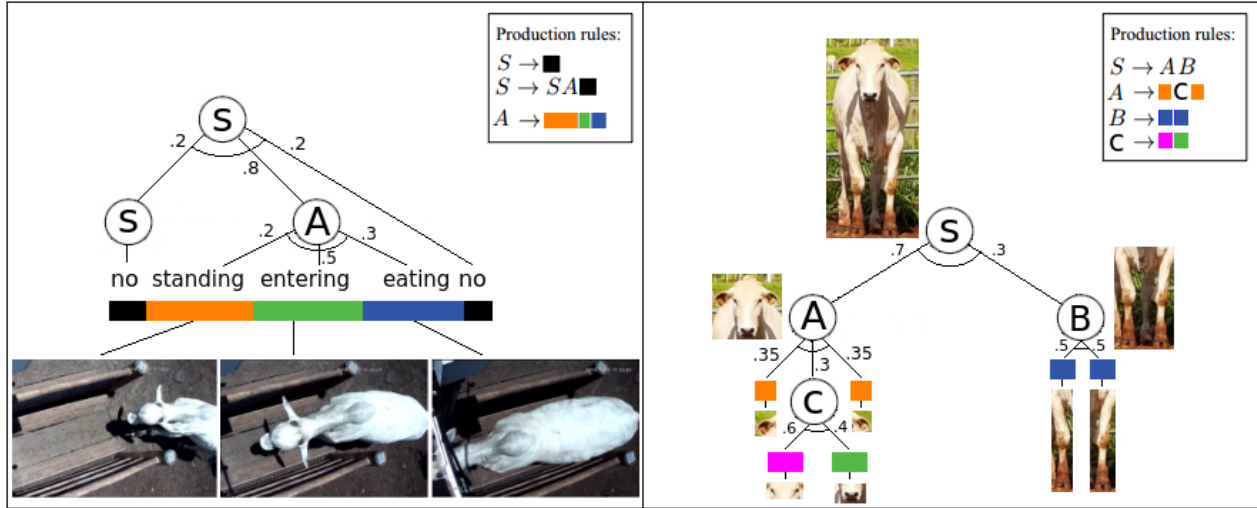 Production rules:
S →
S → SA
A →
S
.2
.2
.8
S
A
.2
.5
.3
no standing entering eating no
Production rules:
S → AB
A → C
B →
C →
S
.7
.3
A
B
.35
.3
.35
.5
.5
C
.6
.4